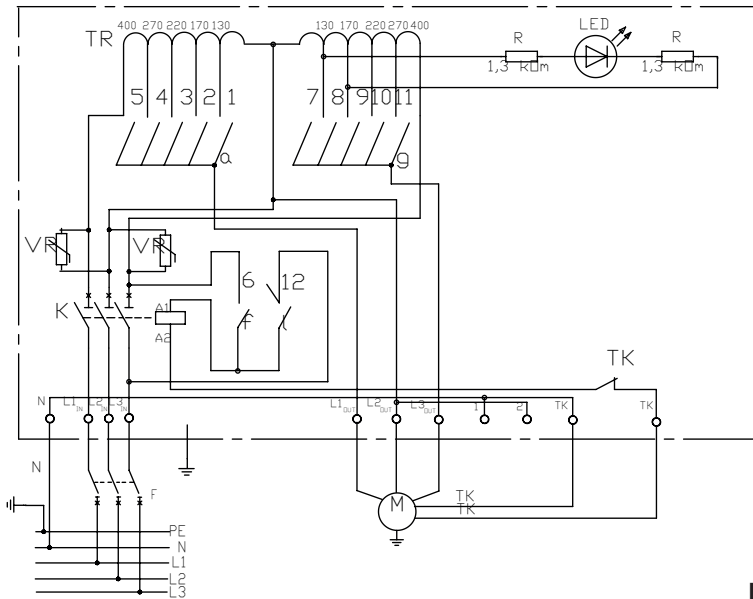 400 270 220 170 130
130 170 220 270 400
TR
LED
R
R
1,3 kOm
1,3 kOm
5 4 3 2 1
7 8 9 10 11
a
g
VR
VR
6
12
K
A1
A2
f
l
TK
N
L1IN
L2IN
L3IN
L1OUT
L2OUT
L3OUT
1
2
TK
TK
N
F
M
TK
TK
PE
N
L1
L2
L3